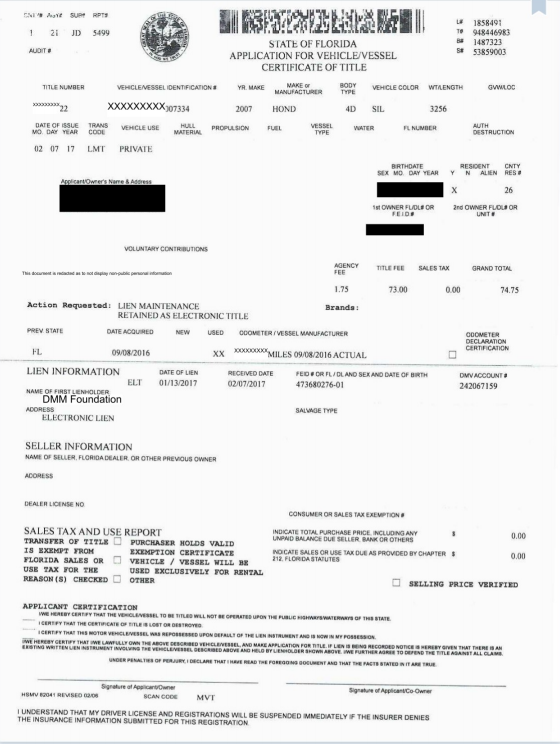 CNTY# AGY# SUB# RPT#
1 21 JD 5499
AUDIT #
L# 1858491
T# 948446983
B# 1487323
S# 53859003
STATE OF FLORIDA
APPLICATION FOR VEHICLE/VESSEL
CERTIFICATE OF TITLE
TITLE NUMBER VEHICLE/VESSEL IDENTIFICATION # YR. MAKE MAKE or MANUFACTURER BODY TYPE VEHICLE COLOR WT/LENGTH GVW/LOC
xxxxxxxxx22 XXXXXXXXX307334 2007 HOND 4D SIL 3256
DATE OF ISSUE MO. DAY YEAR TRANS CODE VEHICLE USE HULL MATERIAL PROPULSION FUEL VESSEL TYPE WATER FL NUMBER AUTH DESTRUCTION
02 07 17 LMT PRIVATE
Applicant/Owner's Name & Address
BIRTHDATE SEX MO. DAY YEAR RESIDENT Y N ALIEN CNTY RES.#
X 26
1st OWNER FL/DL# OR F.E.I.D.# 2nd OWNER FL/DL# OR UNIT #
VOLUNTARY CONTRIBUTIONS
This document is redacted as to not display non-public personal information
AGENCY FEE TITLE FEE SALES TAX GRAND TOTAL
1.75 73.00 0.00 74.75
Action Requested: LIEN MAINTENANCE Brands:
RETAINED AS ELECTRONIC TITLE
PREV STATE DATE ACQUIRED NEW USED ODOMETER / VESSEL MANUFACTURER ODOMETER DECLARATION CERTIFICATION
FL 09/08/2016 XX xxxxxxxxxMILES 09/08/2016 ACTUAL
LIEN INFORMATION DATE OF LIEN RECEIVED DATE FEID # OR FL / DL AND SEX AND DATE OF BIRTH DMV ACCOUNT #
ELT 01/13/2017 02/07/2017 473680276-01 242067159
NAME OF FIRST LIENHOLDER
DMM Foundation
ADDRESS SALVAGE TYPE
ELECTRONIC LIEN
SELLER INFORMATION
NAME OF SELLER, FLORIDA DEALER, OR OTHER PREVIOUS OWNER
ADDRESS
DEALER LICENSE NO
CONSUMER OR SALES TAX EXEMPTION #
SALES TAX AND USE REPORT
TRANSFER OF TITLE PURCHASER HOLDS VALID
IS EXEMPT FROM EXEMPTION CERTIFICATE
FLORIDA SALES OR VEHICLE / VESSEL WILL BE
USE TAX FOR THE USED EXCLUSIVELY FOR RENTAL
REASON(S) CHECKED OTHER
INDICATE TOTAL PURCHASE PRICE, INCLUDING ANY $ 0.00
UNPAID BALANCE DUE SELLER, BANK OR OTHERS
INDICATE SALES OR USE TAX DUE AS PROVIDED BY CHAPTER $ 0.00
212, FLORIDA STATUTES
SELLING PRICE VERIFIED
APPLICANT CERTIFICATION
I/WE HEREBY CERTIFY THAT THE VEHICLE/VESSEL TO BE TITLED WILL NOT BE OPERATED UPON THE PUBLIC HIGHWAYS/WATERWAYS OF THIS STATE.
I CERTIFY THAT THE CERTIFICATE OF TITLE IS LOST OR DESTROYED.
I CERTIFY THAT THIS MOTOR VEHICLE/VESSEL WAS REPOSSESSED UPON DEFAULT OF THE LIEN INSTRUMENT AND IS NOW IN MY POSSESSION.
I/WE HEREBY CERTIFY THAT I/WE LAWFULLY OWN THE ABOVE DESCRIBED VEHICLE/VESSEL, AND MAKE APPLICATION FOR TITLE. IF LIEN IS BEING RECORDED NOTICE IS HEREBY GIVEN THAT THERE IS AN
EXISTING WRITTEN LIEN INSTRUMENT INVOLVING THE VEHICLE/VESSEL DESCRIBED ABOVE AND HELD BY LIENHOLDER SHOWN ABOVE. I/WE FURTHER AGREE TO DEFEND THE TITLE AGAINST ALL CLAIMS.
UNDER PENALTIES OF PERJURY, I DECLARE THAT I HAVE READ THE FOREGOING DOCUMENT AND THAT THE FACTS STATED IN IT ARE TRUE.
Signature of Applicant/Owner Signature of Applicant/Co-Owner
HSMV 82041 REVISED 02/06 SCAN CODE MVT
I UNDERSTAND THAT MY DRIVER LICENSE AND REGISTRATIONS WILL BE SUSPENDED IMMEDIATELY IF THE INSURER DENIES
THE INSURANCE INFORMATION SUBMITTED FOR THIS REGISTRATION.